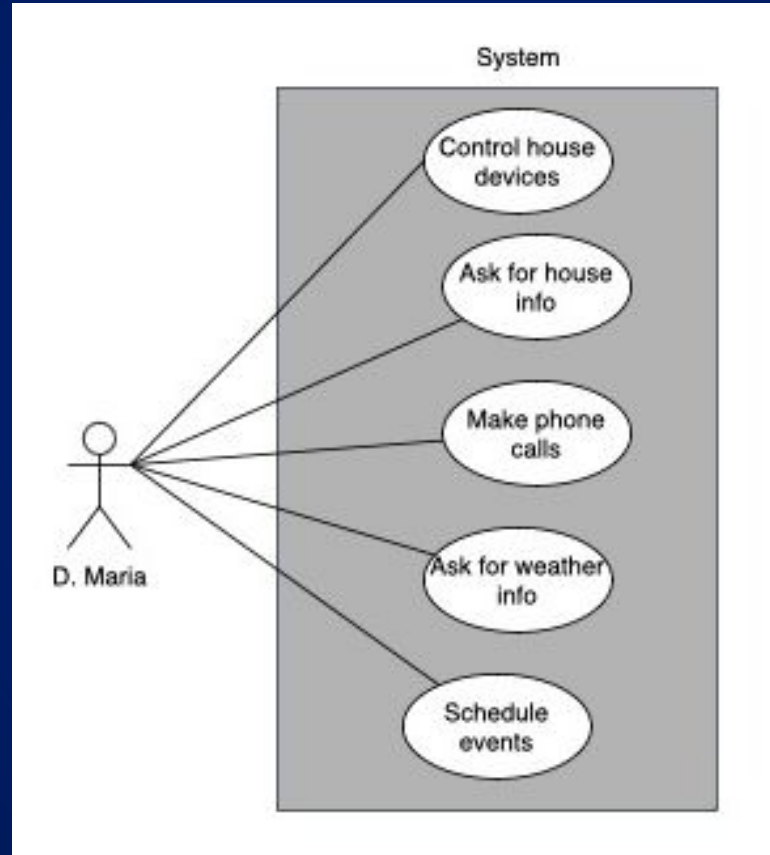 System
Control house
devices
Ask for house
info
Make phone
calls
D. Maria
Ask for weather
info
Schedule
events